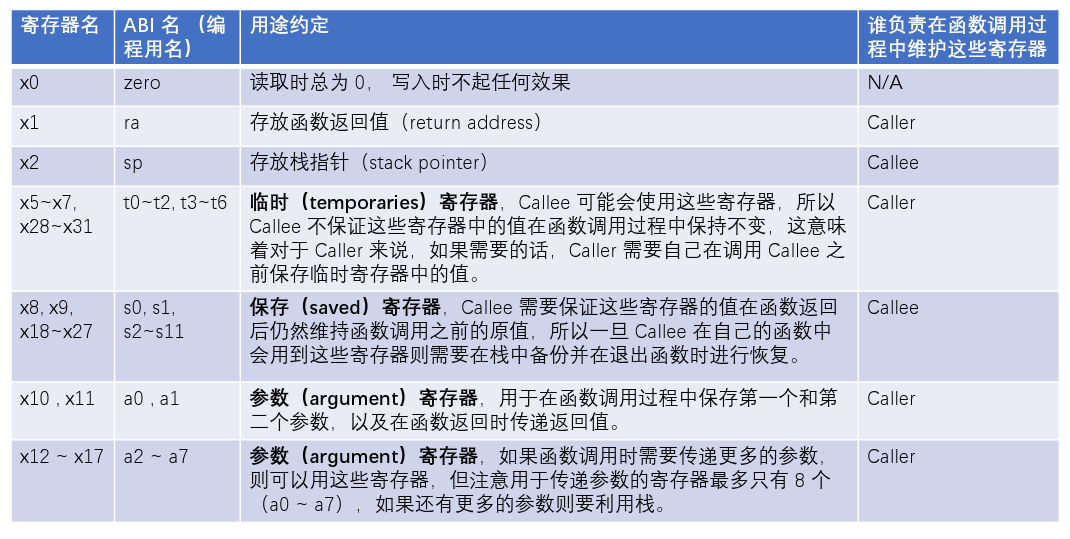 寄存器名
ABI 名 （编
程用名）
用途约定
谁负责在函数调用过
程中维护这些寄存器
x0
zero
读取时总为 0， 写入时不起任何效果
N/A
x1
ra
存放函数返回值（return address）
Caller
x2
sp
存放栈指针（stack pointer）
Callee
x5~x7,
x28~x31
t0~t2, t3~t6
临时（temporaries）寄存器，Callee 可能会使用这些寄存器，所以
Callee 不保证这些寄存器中的值在函数调用过程中保持不变，这意味
着对于 Caller 来说，如果需要的话，Caller 需要自己在调用 Callee 之
前保存临时寄存器中的值。
Caller
x8, x9,
x18~x27
s0, s1,
s2~s11
保存（saved）寄存器，Callee 需要保证这些寄存器的值在函数返回
后仍然维持函数调用之前的原值，所以一旦 Callee 在自己的函数中
会用到这些寄存器则需要在栈中备份并在退出函数时进行恢复。
Callee
x10 , x11
a0 , a1
参数（argument）寄存器，用于在函数调用过程中保存第一个和第
二个参数，以及在函数返回时传递返回值。
Caller
x12 ~ x17
a2 ~ a7
参数（argument）寄存器，如果函数调用时需要传递更多的参数，
则可以用这些寄存器，但注意用于传递参数的寄存器最多只有 8 个
（a0 ~ a7），如果还有更多的参数则要利用栈。
Caller